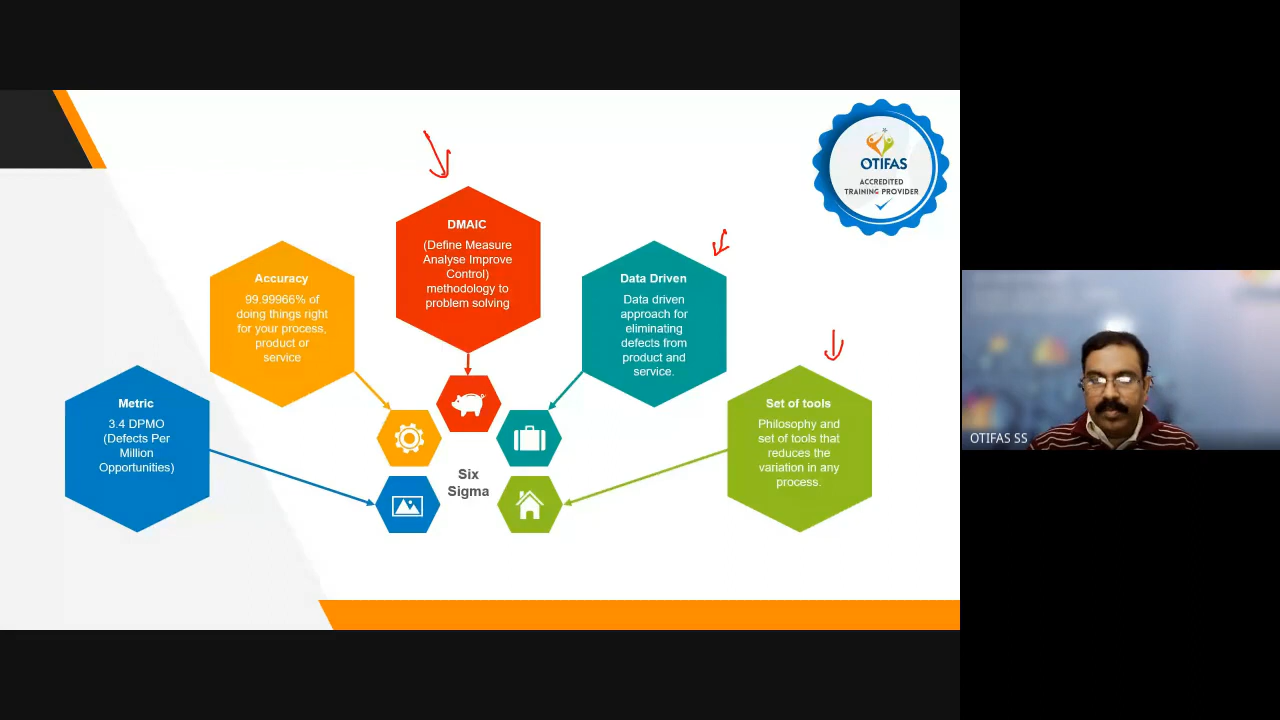 OTIFAS
ACCREDITED
TRAINING PROVIDER
DMAIC
(Define Measure
Analyse Improve
Control)
methodology to
problem solving
Accuracy
99.99966% of
doing things right
for your process,
product or
service
Data Driven
Data driven
approach for
eliminating
defects from
product and
service.
Metric
3.4 DPMO
(Defects Per
Million
Opportunities)
Set of tools
Philosophy and
set of tools that
reduces the
variation in any
process.
Six
Sigma
OTIFAS SS